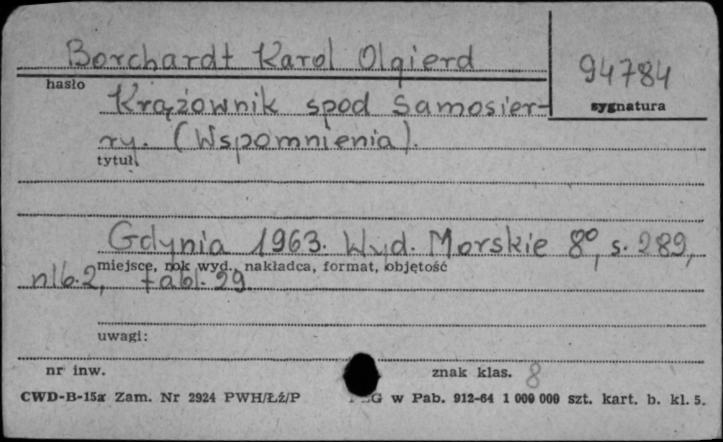 Borchardt Karol Olgierd
94784
hasło
sygnatura
Krążownik spod Samosier-
ry. (Wspomnienia).
tytuł
Gdynia 1963. Wyd. Morskie 8°, s. 289,
miejsce, rok wyd., nakładca, format, objętość
nlb. 2, tabl. 29.
uwagi:
nr inw.
znak klas. 8
CWD-B-15a Zam. Nr 2924 PWH/Łź/P
G w Pab. 912-64 1 000 000 szt. kart. b. kl. 5.